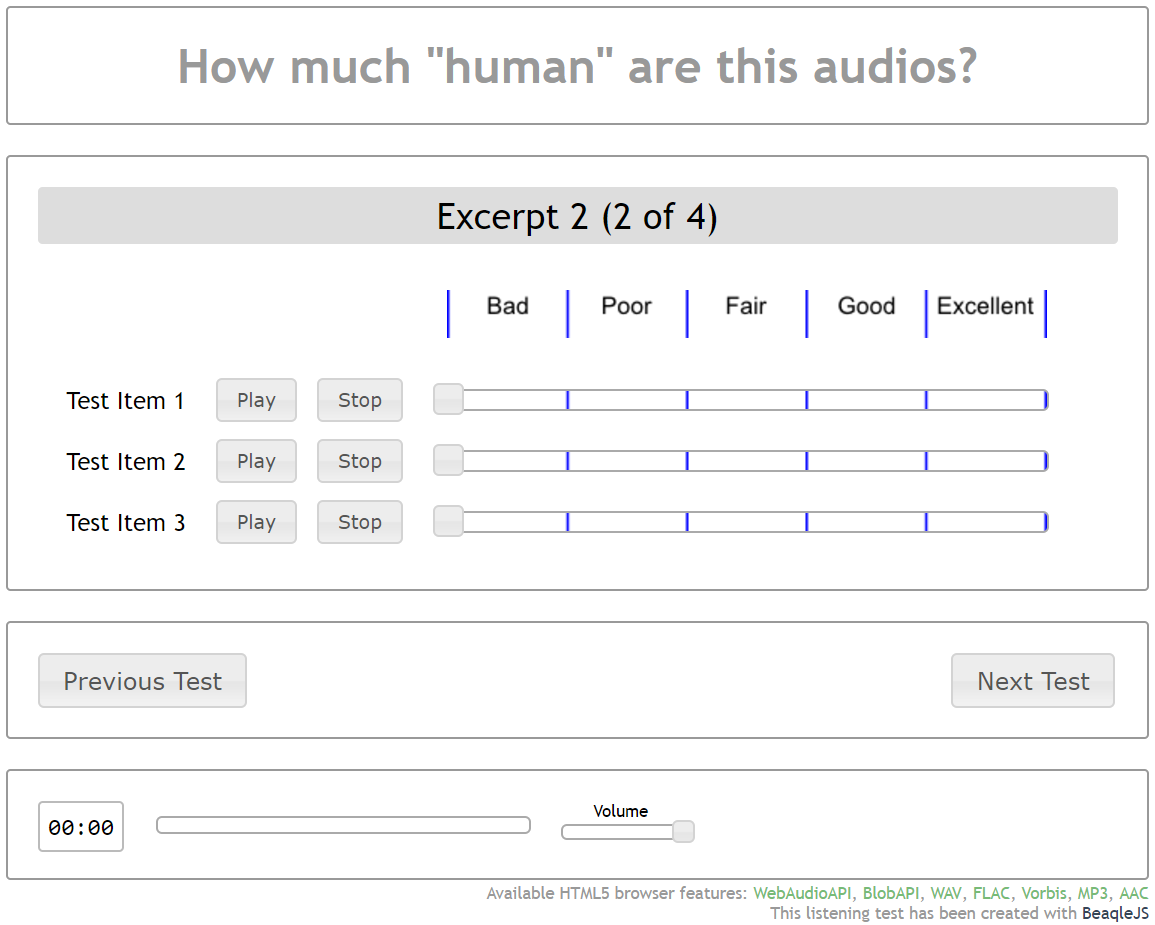 How much "human" are this audios?
Excerpt 2 (2 of 4)
Bad Poor Fair Good Excellent
Test Item 1 Play Stop
Test Item 2 Play Stop
Test Item 3 Play Stop
Previous Test Next Test
Volume
00:00
Available HTML5 browser features: WebAudioAPI, BlobAPI, WAV, FLAC, Vorbis, MP3, AAC
This listening test has been created with BeaqleJS